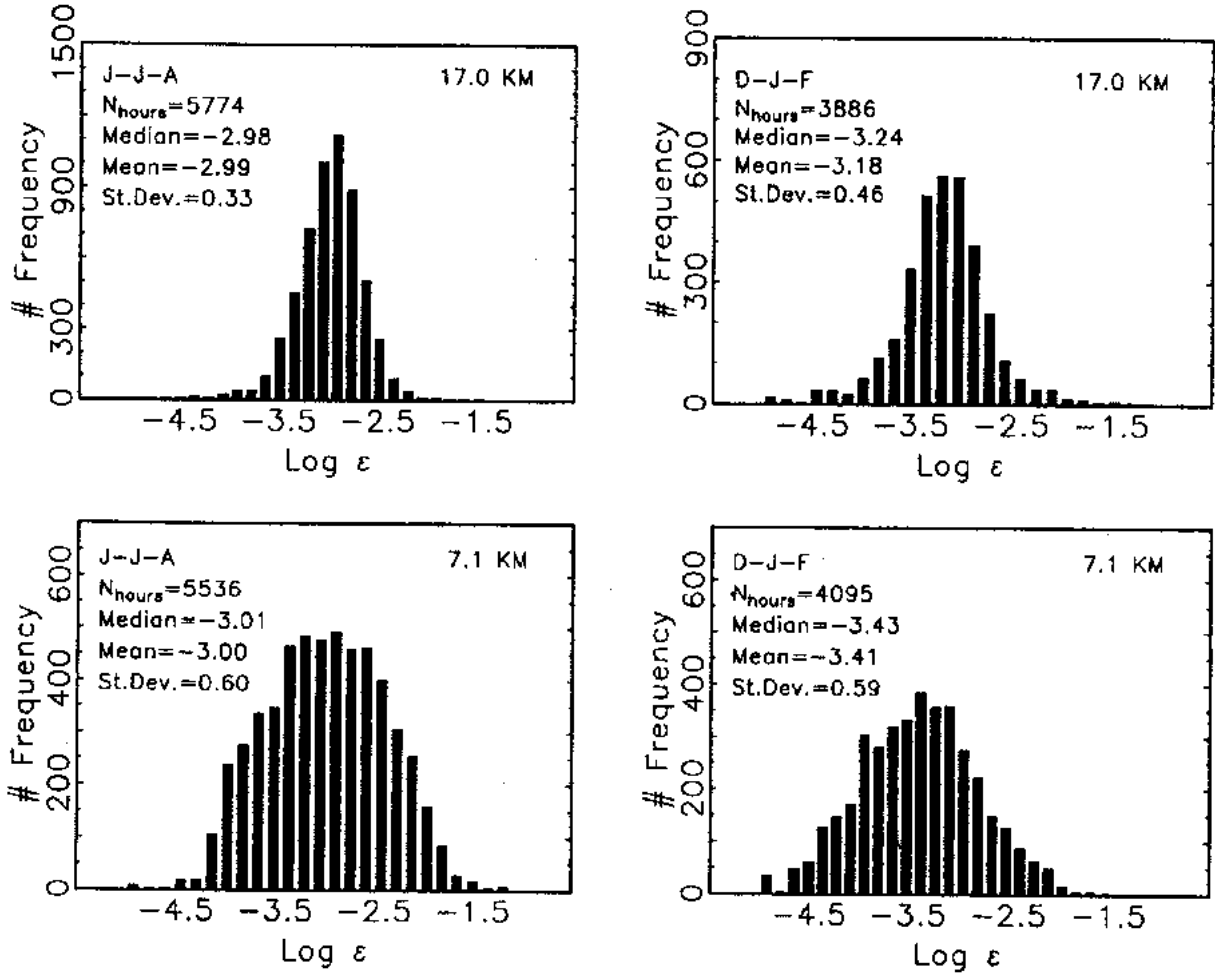 1500
900
300
0
# Frequency
J-J-A
17.0 KM
Nhours=5774
Median=-2.98
Mean=-2.99
St.Dev.=0.33
-4.5 -3.5 -2.5 -1.5
Log ε
900
600
300
0
# Frequency
D-J-F
17.0 KM
Nhours=3886
Median=-3.24
Mean=-3.18
St.Dev.=0.46
-4.5 -3.5 -2.5 -1.5
Log ε
600
400
200
0
# Frequency
J-J-A
7.1 KM
Nhours=5536
Median=-3.01
Mean=-3.00
St.Dev.=0.60
-4.5 -3.5 -2.5 -1.5
Log ε
600
400
200
0
# Frequency
D-J-F
7.1 KM
Nhours=4095
Median=-3.43
Mean=-3.41
St.Dev.=0.59
-4.5 -3.5 -2.5 -1.5
Log ε